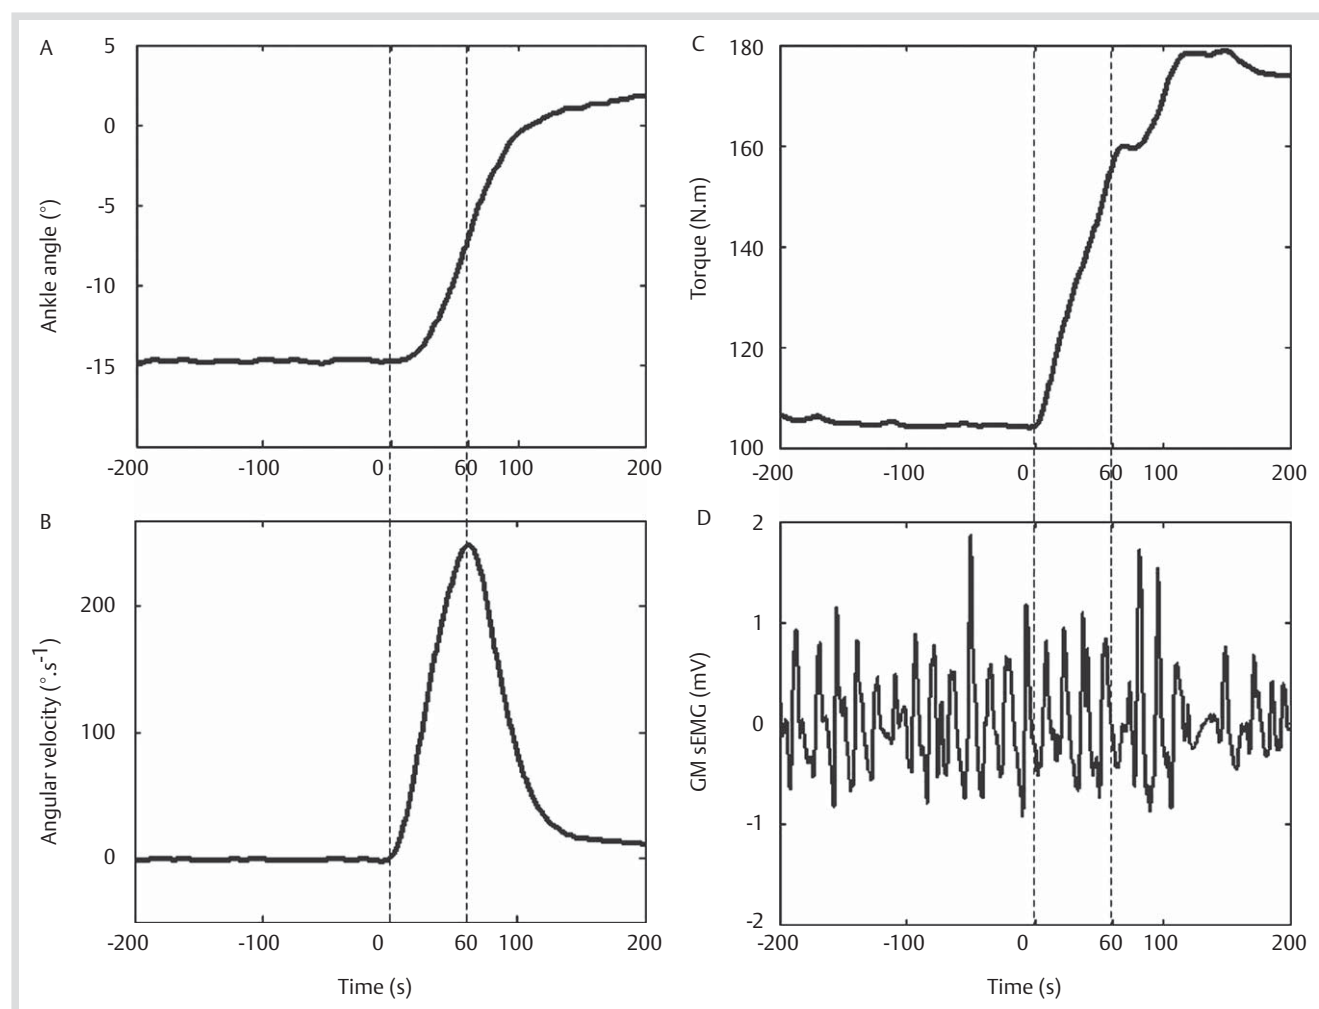 A
5
0
-5
-10
-15
Ankle angle (°)
-200 -100 0 60 100 200
B
200
100
0
Angular velocity (°.s-1)
-200 -100 0 60 100 200
Time (s)
C
180
160
140
120
100
Torque (N.m)
-200 -100 0 60 100 200
D
2
1
0
-1
-2
GM sEMG (mV)
-200 -100 0 60 100 200
Time (s)